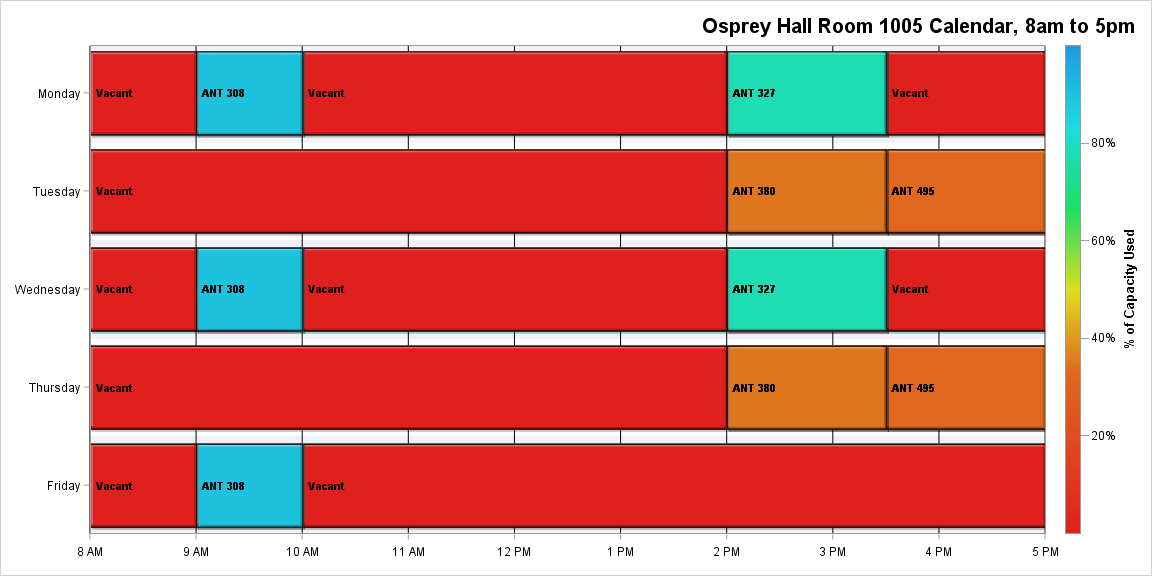 Osprey Hall Room 1005 Calendar, 8am to 5pm
Monday Vacant ANT 308 Vacant ANT 327 Vacant
80%
Tuesday Vacant ANT 380 ANT 495
60%
Wednesday Vacant ANT 308 Vacant ANT 327 Vacant
% of Capacity Used
40%
Thursday Vacant ANT 380 ANT 495
20%
Friday Vacant ANT 308 Vacant
8 AM 9 AM 10 AM 11 AM 12 PM 1 PM 2 PM 3 PM 4 PM 5 PM